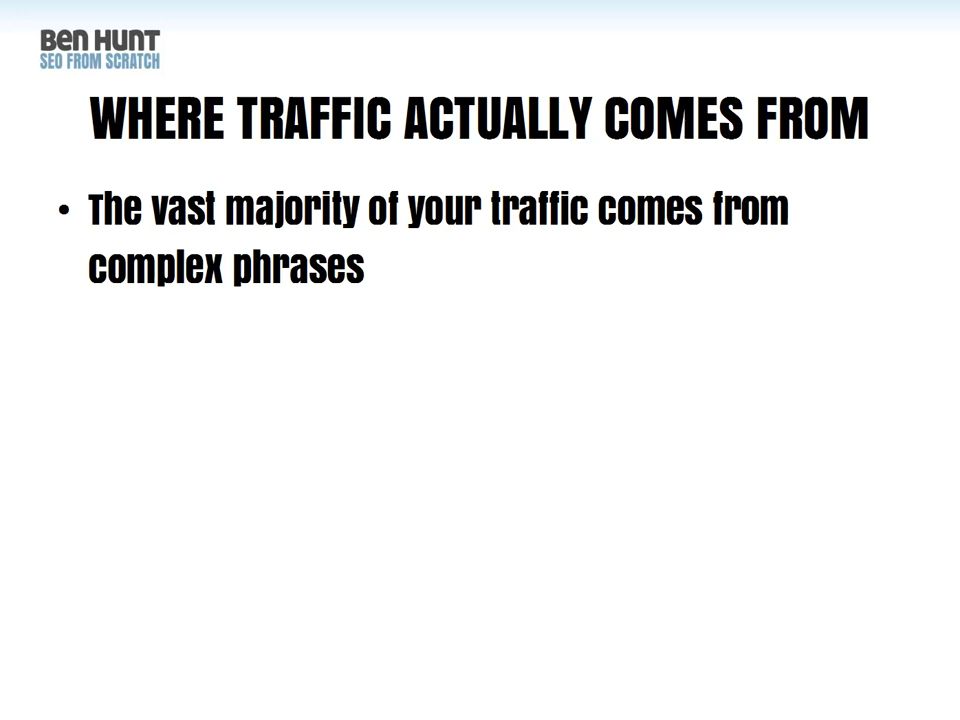 Ben Hunt
SEO FROM SCRATCH
WHERE TRAFFIC ACTUALLY COMES FROM
• The vast majority of your traffic comes from
complex phrases